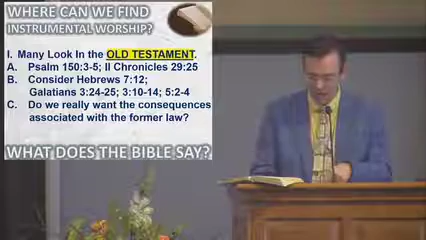 WHERE CAN WE FIND
INSTRUMENTAL WORSHIP?
I. Many Look In the OLD TESTAMENT.
A. Psalm 150:3-5; II Chronicles 29:25
B. Consider Hebrews 7:12;
Galatians 3:24-25; 3:10-14; 5:2-4
C. Do we really want the consequences
associated with the former law?
WHAT DOES THE BIBLE SAY?